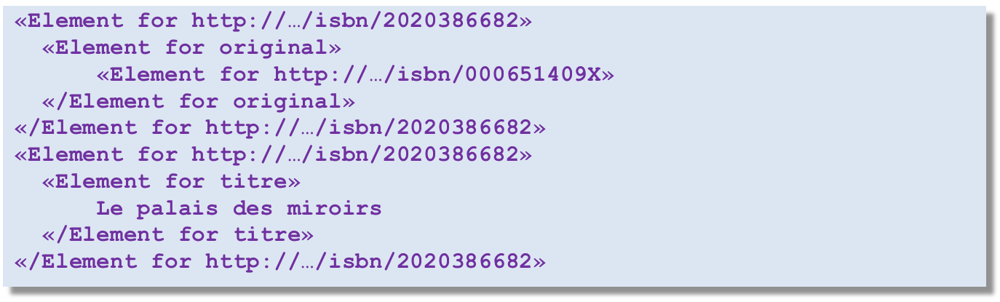 «Element for http://…/isbn/2020386682»
«Element for original»
«Element for http://…/isbn/000651409X»
«/Element for original»
«/Element for http://…/isbn/2020386682»
«Element for http://…/isbn/2020386682»
«Element for titre»
Le palais des miroirs
«/Element for titre»
«/Element for http://…/isbn/2020386682»